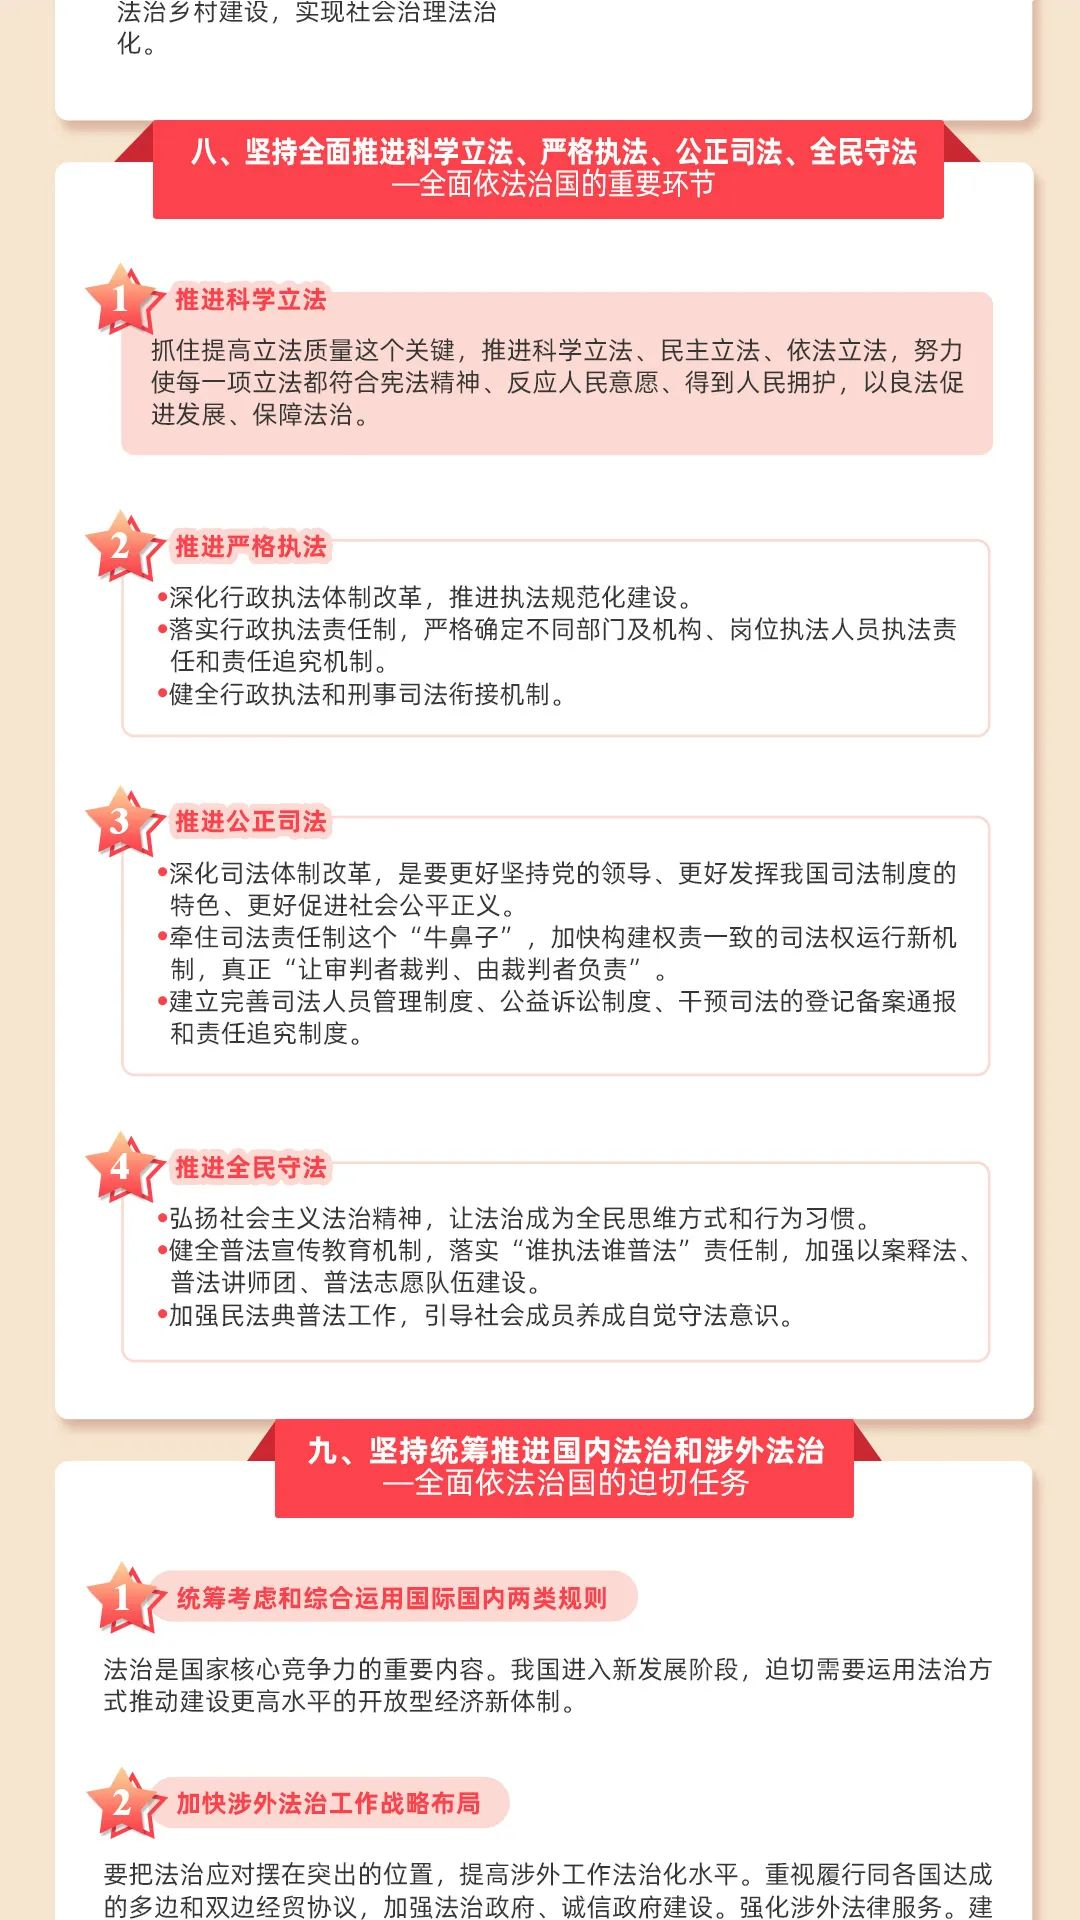 法治乡村建设，实现社会治理法治
化。
八、坚持全面推进科学立法、严格执法、公正司法、全民守法
—全面依法治国的重要环节
1 推进科学立法
抓住提高立法质量这个关键，推进科学立法、民主立法、依法立法，努力
使每一项立法都符合宪法精神、反应人民意愿、得到人民拥护，以良法促
进发展、保障法治。
2 推进严格执法
•深化行政执法体制改革，推进执法规范化建设。
•落实行政执法责任制，严格确定不同部门及机构、岗位执法人员执法责
任和责任追究机制。
•健全行政执法和刑事司法衔接机制。
3 推进公正司法
•深化司法体制改革，是要更好坚持党的领导、更好发挥我国司法制度的
特色、更好促进社会公平正义。
•牵住司法责任制这个“牛鼻子”，加快构建权责一致的司法权运行新机
制，真正“让审判者裁判、由裁判者负责”。
•建立完善司法人员管理制度、公益诉讼制度、干预司法的登记备案通报
和责任追究制度。
4 推进全民守法
•弘扬社会主义法治精神，让法治成为全民思维方式和行为习惯。
•健全普法宣传教育机制，落实“谁执法谁普法”责任制，加强以案释法、
普法讲师团、普法志愿队伍建设。
•加强民法典普法工作，引导社会成员养成自觉守法意识。
九、坚持统筹推进国内法治和涉外法治
—全面依法治国的迫切任务
1 统筹考虑和综合运用国际国内两类规则
法治是国家核心竞争力的重要内容。我国进入新发展阶段，迫切需要运用法治方
式推动建设更高水平的开放型经济新体制。
2 加快涉外法治工作战略布局
要把法治应对摆在突出的位置，提高涉外工作法治化水平。重视履行同各国达成
的多边和双边经贸协议，加强法治政府、诚信政府建设。强化涉外法律服务。建